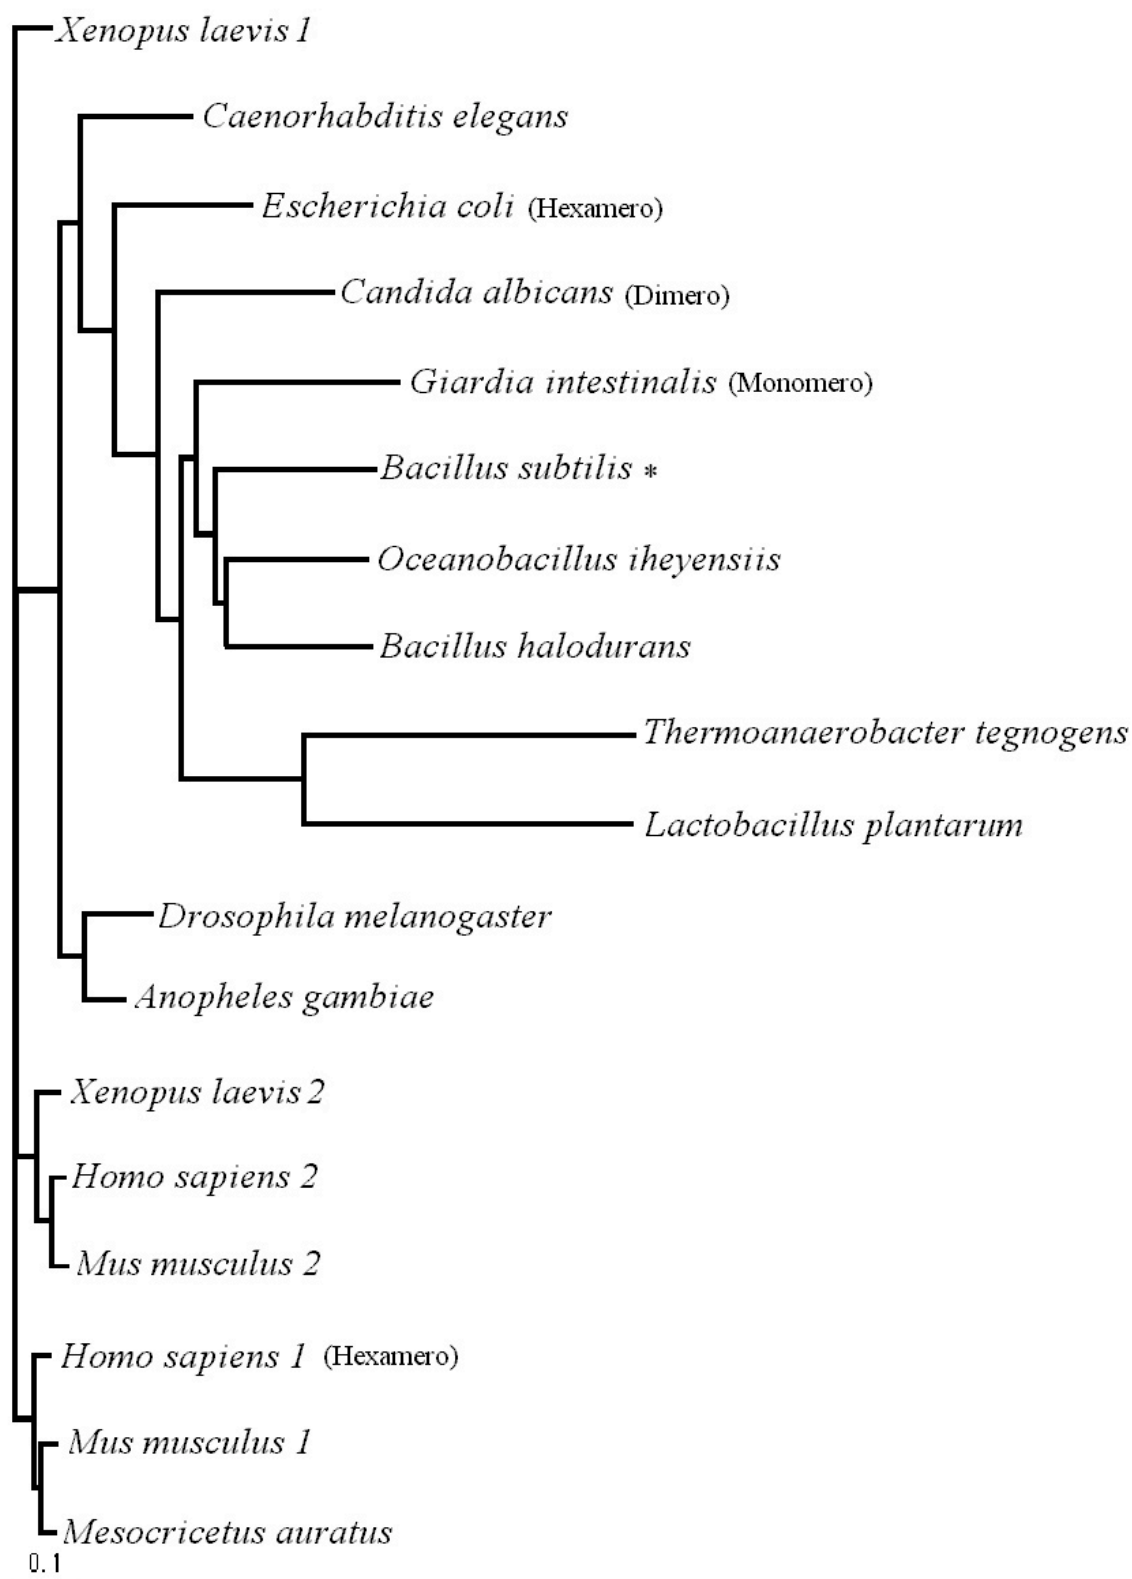 Xenopus laevis 1
Caenorhabditis elegans
Escherichia coli (Hexamero)
Candida albicans (Dimero)
Giardia intestinalis (Monomero)
Bacillus subtilis *
Oceanobacillus iheyensiis
Bacillus halodurans
Thermoanaerobacter tegnogens
Lactobacillus plantarum
Drosophila melanogaster
Anopheles gambiae
Xenopus laevis 2
Homo sapiens 2
Mus musculus 2
Homo sapiens 1 (Hexamero)
Mus musculus 1
Mesocricetus auratus
0.1